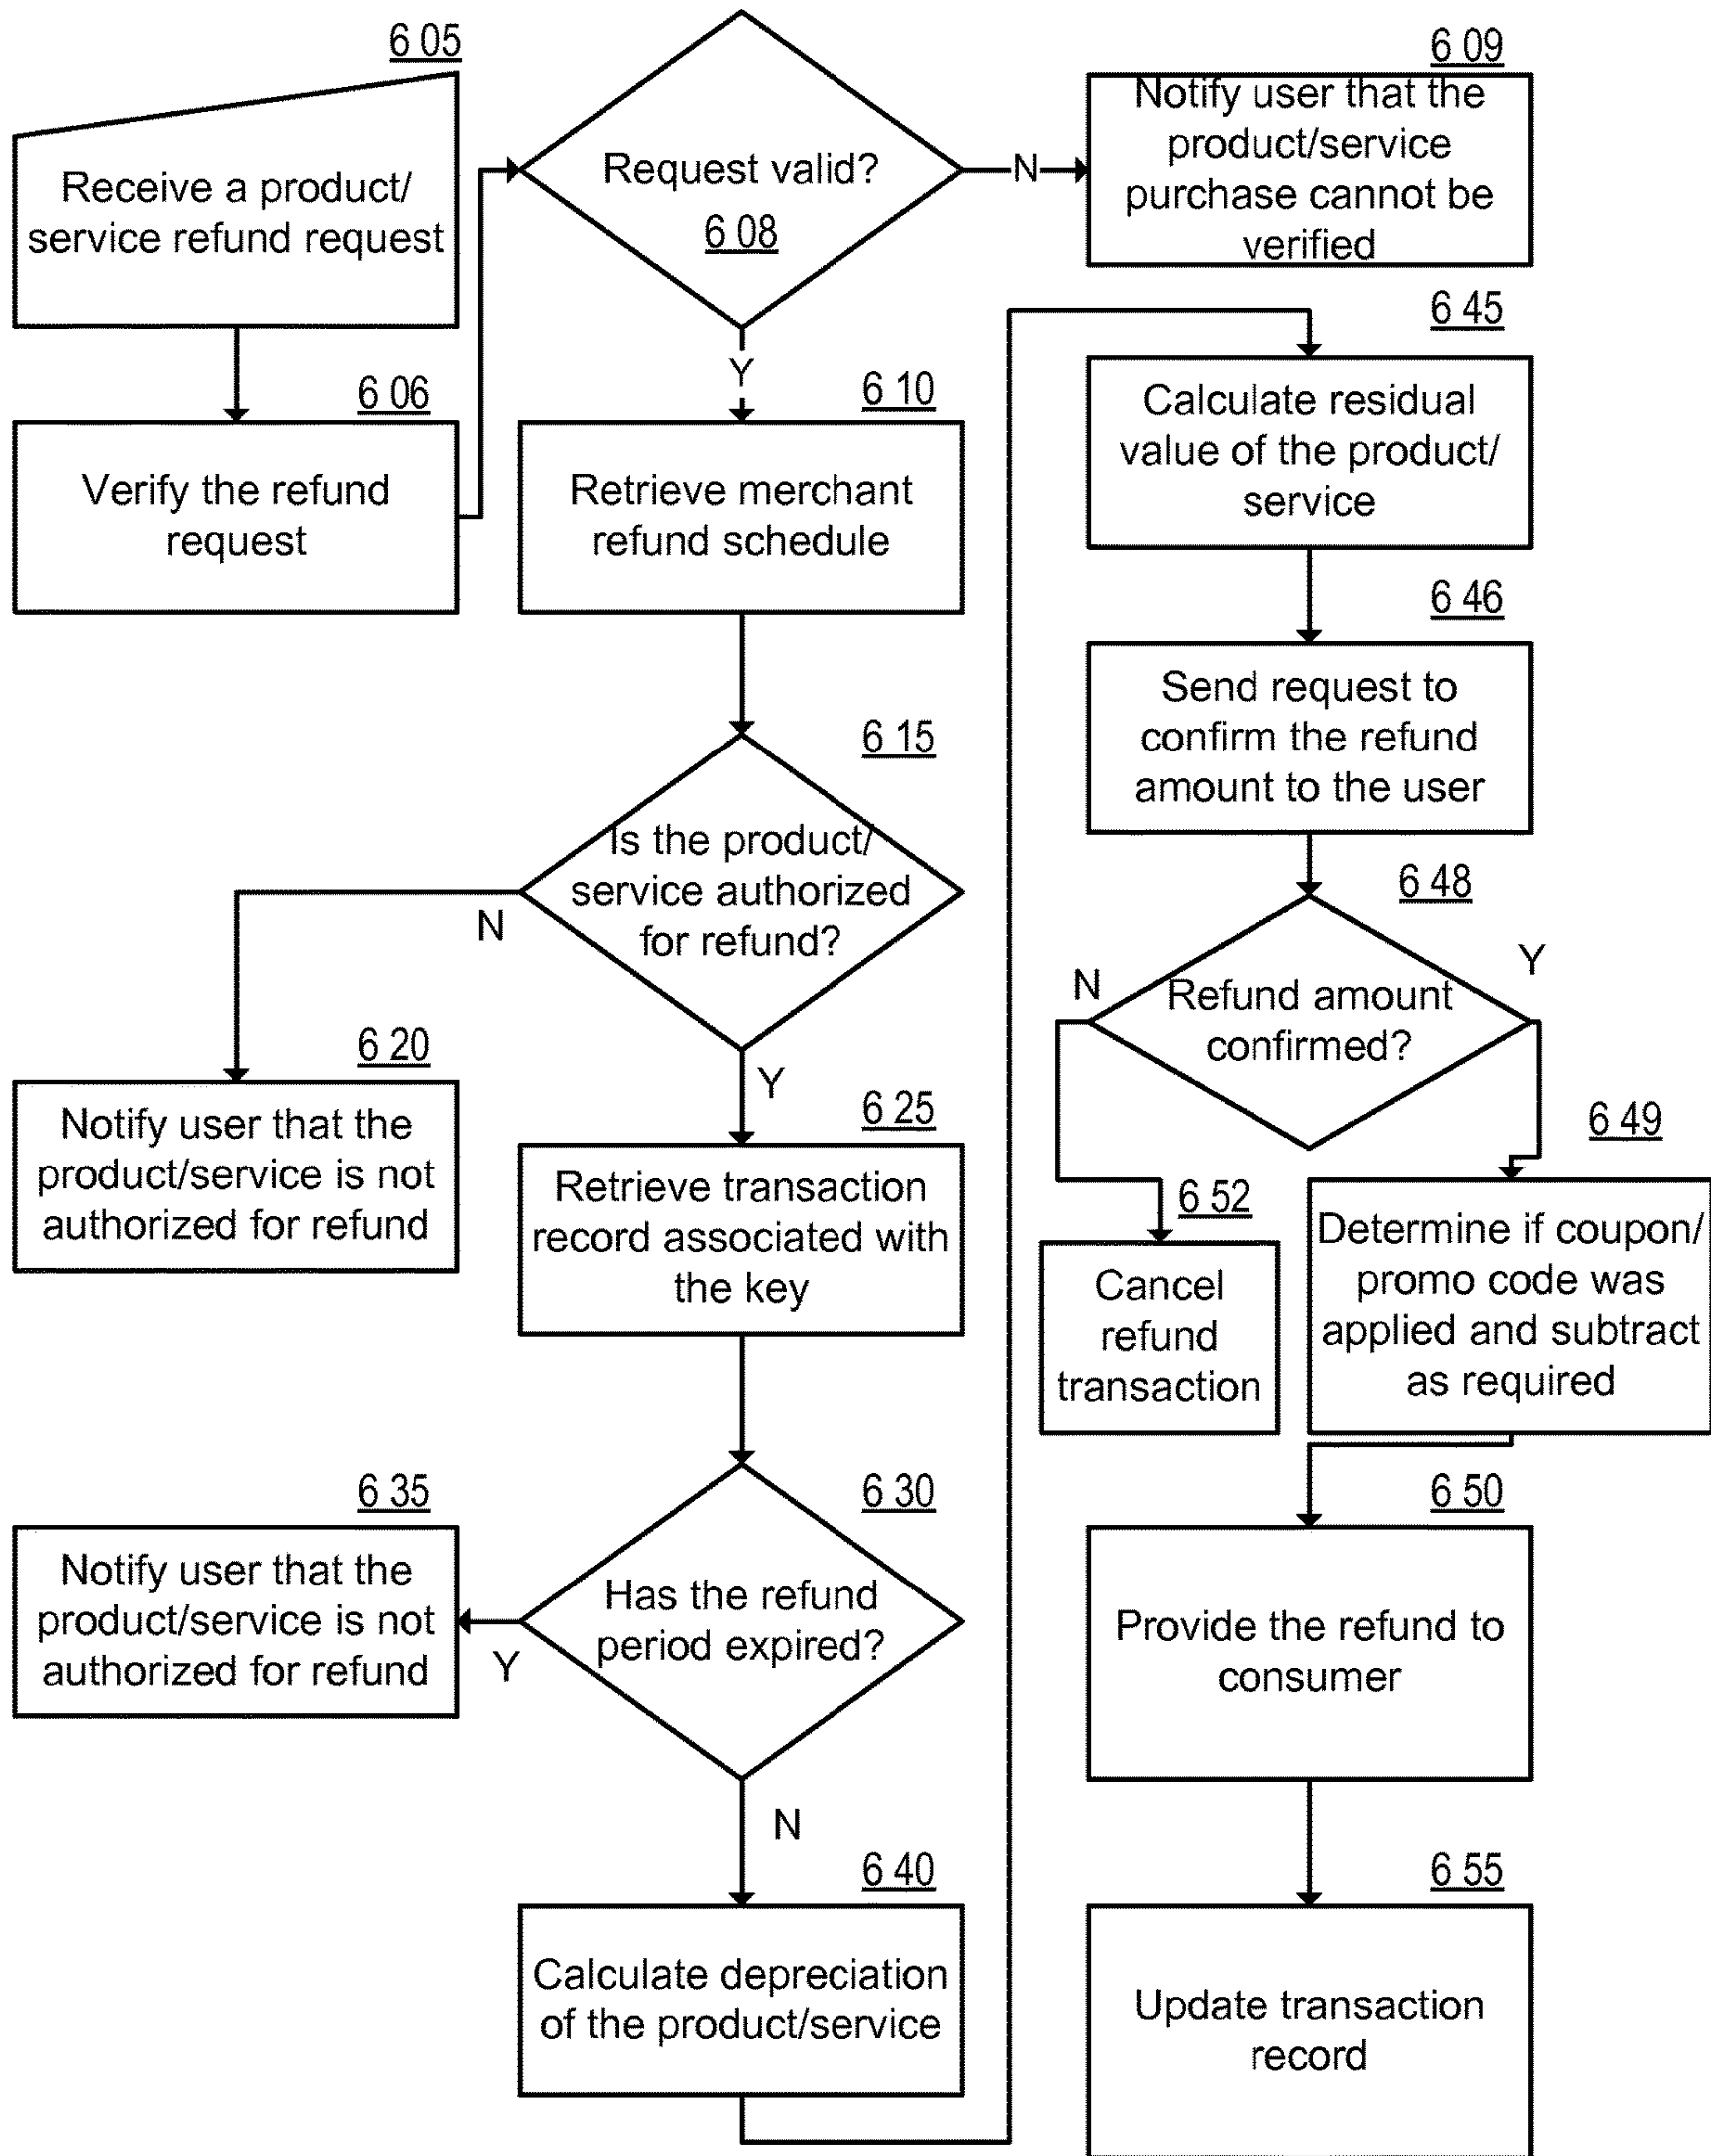 6 05
Receive a product/
service refund request
6 06
Verify the refund
request
Request valid?
6 08
N
6 09
Notify user that the
product/service
purchase cannot be
verified
Y
6 10
Retrieve merchant
refund schedule
6 15
Is the product/
service authorized
for refund?
N
6 20
Notify user that the
product/service is not
authorized for refund
Y
6 25
Retrieve transaction
record associated with
the key
6 30
Has the refund
period expired?
6 35
Notify user that the
product/service is not
authorized for refund
Y
N
6 40
Calculate depreciation
of the product/service
6 45
Calculate residual
value of the product/
service
6 46
Send request to
confirm the refund
amount to the user
6 48
Refund amount
confirmed?
N
Y
6 52
Cancel
refund
transaction
6 49
Determine if coupon/
promo code was
applied and subtract
as required
6 50
Provide the refund to
consumer
6 55
Update transaction
record